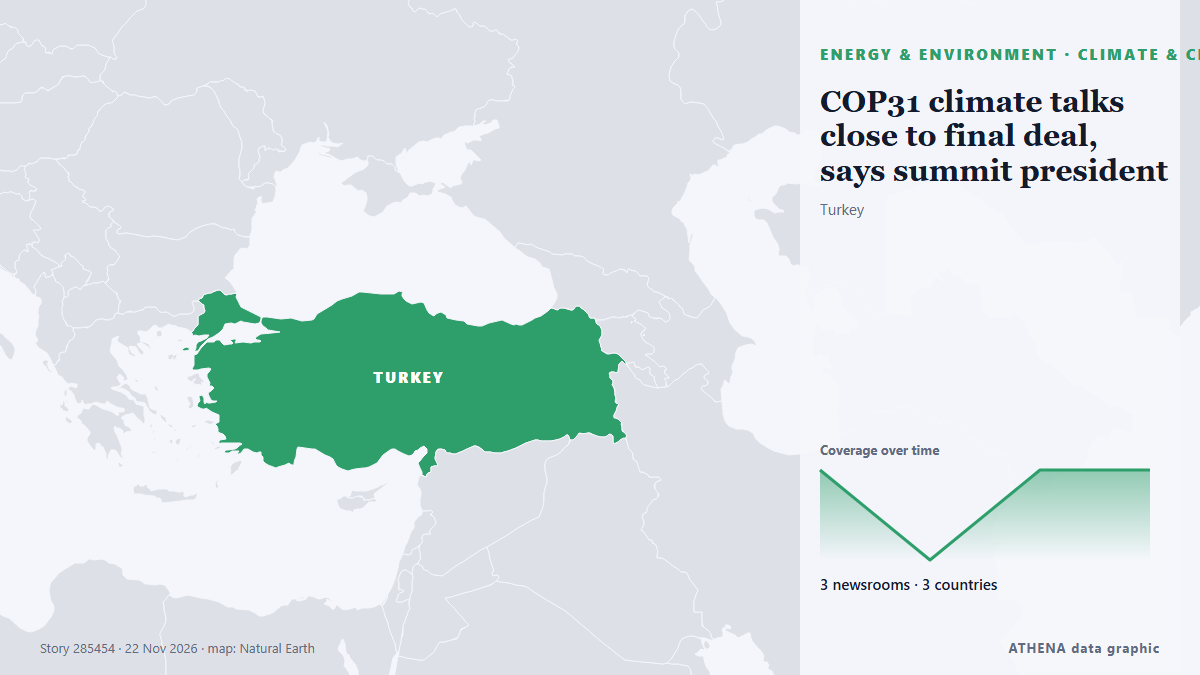 ENERGY & ENVIRONMENT · CLIMATE &
COP31 climate talks
close to final deal,
says summit president
Turkey
TURKEY
Coverage over time
3 newsrooms · 3 countries
Story 285454 · 22 Nov 2026 · map: Natural Earth
ATHENA data graphic